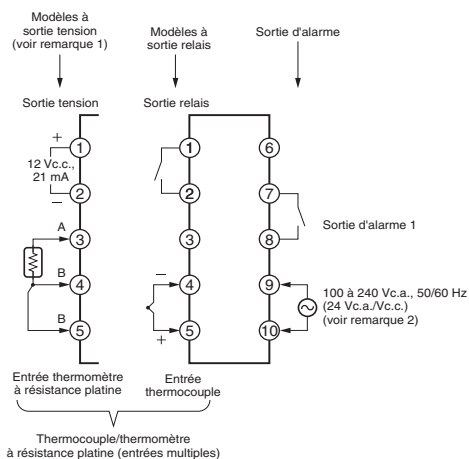 Modèles à
sortie tension
(voir remarque 1)
Modèles à
sortie relais
Sortie d'alarme
Sortie tension
Sortie relais
+
12 Vc.c.,
21 mA
–
A
B
B
1
2
3
4
5
1
2
3
4
5
–
+
6
7
8
9
10
Sortie d'alarme 1
100 à 240 Vc.a., 50/60 Hz
(24 Vc.a./Vc.c.)
(voir remarque 2)
Entrée thermomètre
à résistance platine
Entrée
thermocouple
Thermocouple/thermomètre
à résistance platine (entrées multiples)